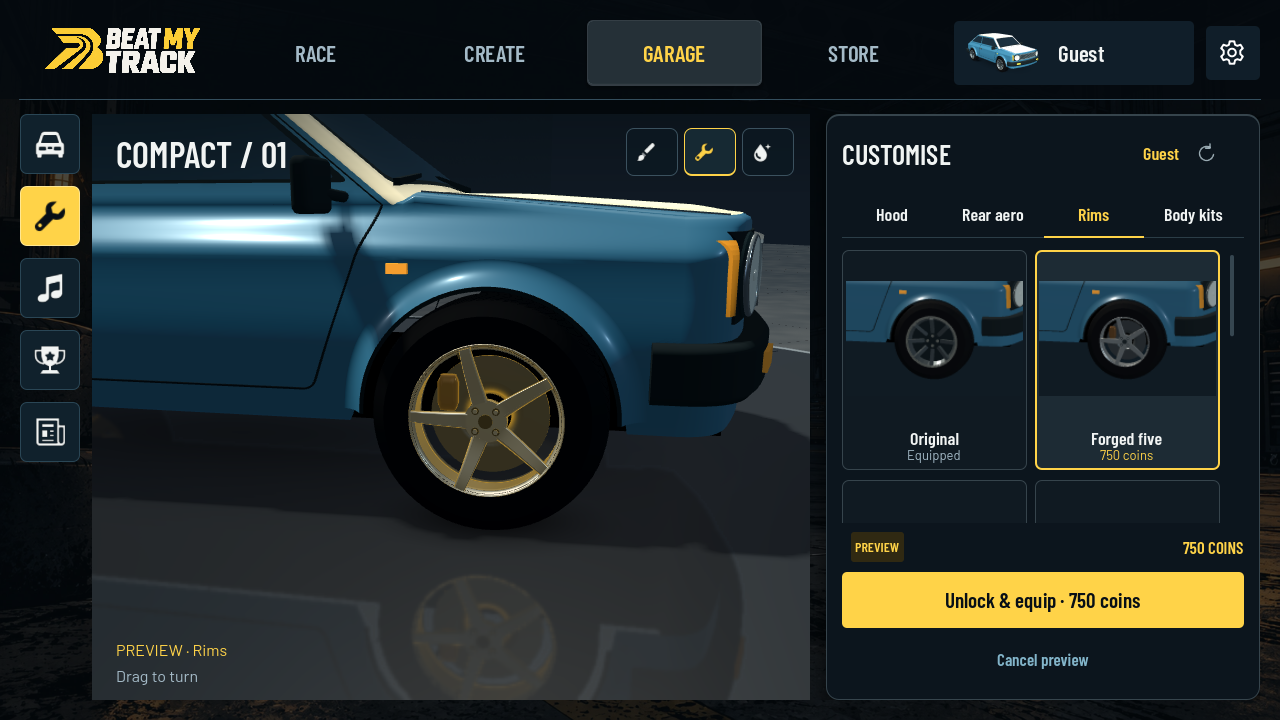 BEAT MY
TRACK
RACE
CREATE
GARAGE
STORE
Guest
COMPACT / 01
CUSTOMISE
Guest
Hood
Rear aero
Rims
Body kits
Original
Equipped
Forged five
750 coins
PREVIEW
750 COINS
Unlock & equip · 750 coins
Cancel preview
PREVIEW · Rims
Drag to turn